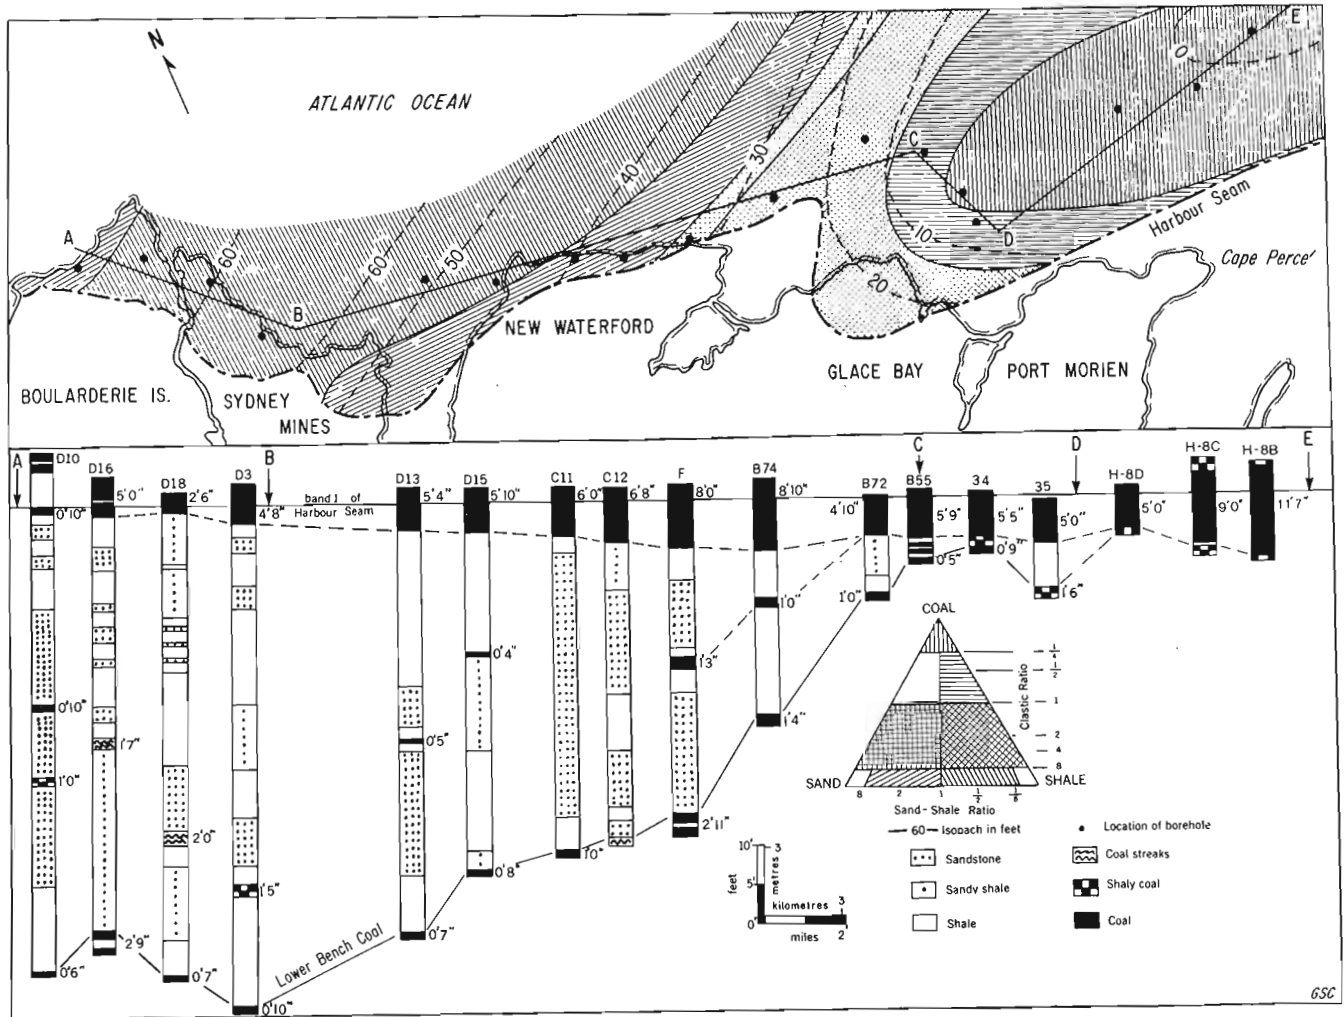 N
ATLANTIC OCEAN
A
B
C
D
E
60
60
50
40
30
20
10
0
Harbour Seam
Cape Perce'
BOULARDERIE IS.
SYDNEY
MINES
NEW WATERFORD
GLACE BAY
PORT MORIEN
A
B
C
D
E
D10
D16
D18
D3
D13
D15
C11
C12
F
B74
B72
B55
34
35
H-8D
H-8C
H-8B
5'0"
2'6"
4'8"
band 1 of
Harbour Seam
5'4"
5'10"
6'0"
6'8"
8'0"
8'10"
4'10"
5'9"
5'5"
5'0"
5'0"
9'0"
11'7"
0'10"
0'10"
1'0"
0'6"
1'7"
2'9"
2'0"
0'7"
1'5"
0'10"
Lower Bench Coal
0'5"
0'7"
0'4"
0'8"
1'0"
1'3"
2'11"
1'0"
1'4"
1'0"
0'5"
0'9"
1'6"
COAL
1/4
1/2
1
2
4
8
Clastic Ratio
SAND
SHALE
8 2 1 1/2 1/8
Sand-Shale Ratio
60 Isopach in feet
Location of borehole
Sandstone
Coal streaks
Sandy shale
Shaly coal
Shale
Coal
10'
5'
0'
feet
3
metres
kilometres 3
miles 2
GSC